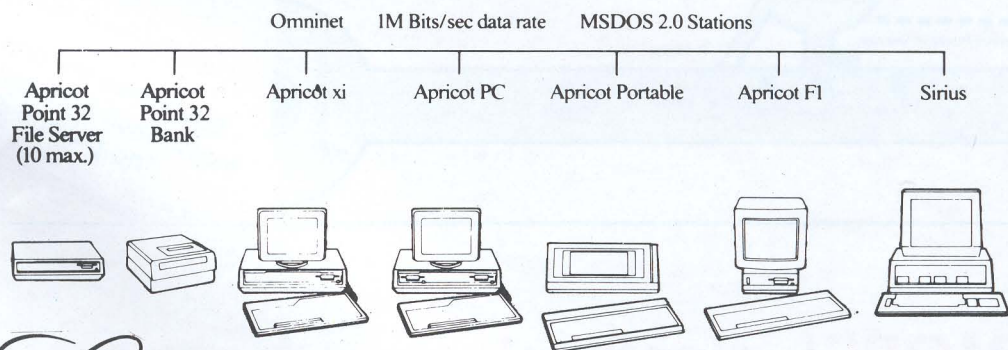 Omninet 1M Bits/sec data rate MSDOS 2.0 Stations
Apricot
Point 32
File Server
(10 max.)
Apricot
Point 32
Bank
Apricot xi
Apricot PC
Apricot Portable
Apricot F1
Sirius